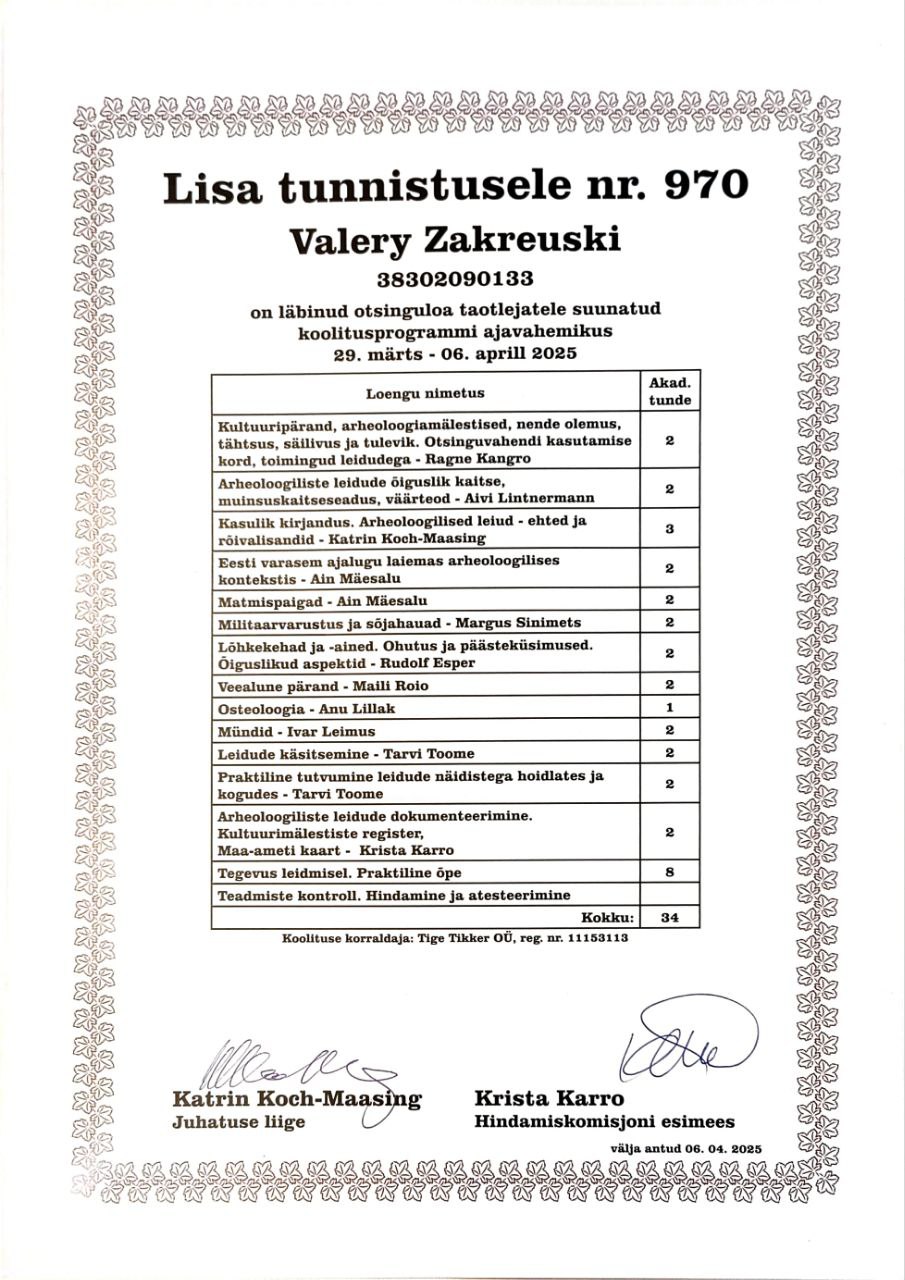 Lisa tunnistusele nr. 970
Valery Zakreuski
38302090133
on läbinud otsinguloa taotlejatele suunatud
koolitusprogrammi ajavahemikus
29. märts - 06. aprill 2025
Loengu nimetus
Akad.
tunde
Kultuuripärand, arheoloogiamälestised, nende olemus,
tähtsus, säilivus ja tulevik. Otsinguvahendi kasutamise
kord, toimingud leidudega - Ragne Kangro
2
Arheoloogiliste leidude õiguslik kaitse,
muinsuskaitseseadus, väärteod - Aivi Lintnermann
2
Kasulik kirjandus. Arheoloogilised leiud - ehted ja
rõivalisandid - Katrin Koch-Maasing
3
Eesti varasem ajalugu laiemas arheoloogilises
kontekstis - Ain Mäesalu
2
Matmispaigad - Ain Mäesalu 2
Militaarvarustus ja sõjahauad - Margus Sinimets 2
Lõhkekehad ja -ained. Ohutus ja päästeküsimused.
Õiguslikud aspektid - Rudolf Esper
2
Veealune pärand - Maili Roio 2
Osteoloogia - Anu Lillak 1
Mündid - Ivar Leimus 2
Leidude käsitsemine - Tarvi Toome 2
Praktiline tutvumine leidude näidistega hoidlates ja
kogudes - Tarvi Toome
2
Arheoloogiliste leidude dokumenteerimine.
Kultuurimälestiste register,
Maa-ameti kaart - Krista Karro
2
Tegevus leidmisel. Praktiline õpe 8
Teadmiste kontroll. Hindamine ja atesteerimine
Kokku: 34
Koolituse korraldaja: Tige Tikker OÜ, reg. nr. 11153113
Katrin Koch-Maasing
Juhatuse liige
Krista Karro
Hindamiskomisjoni esimees
välja antud 06. 04. 2025